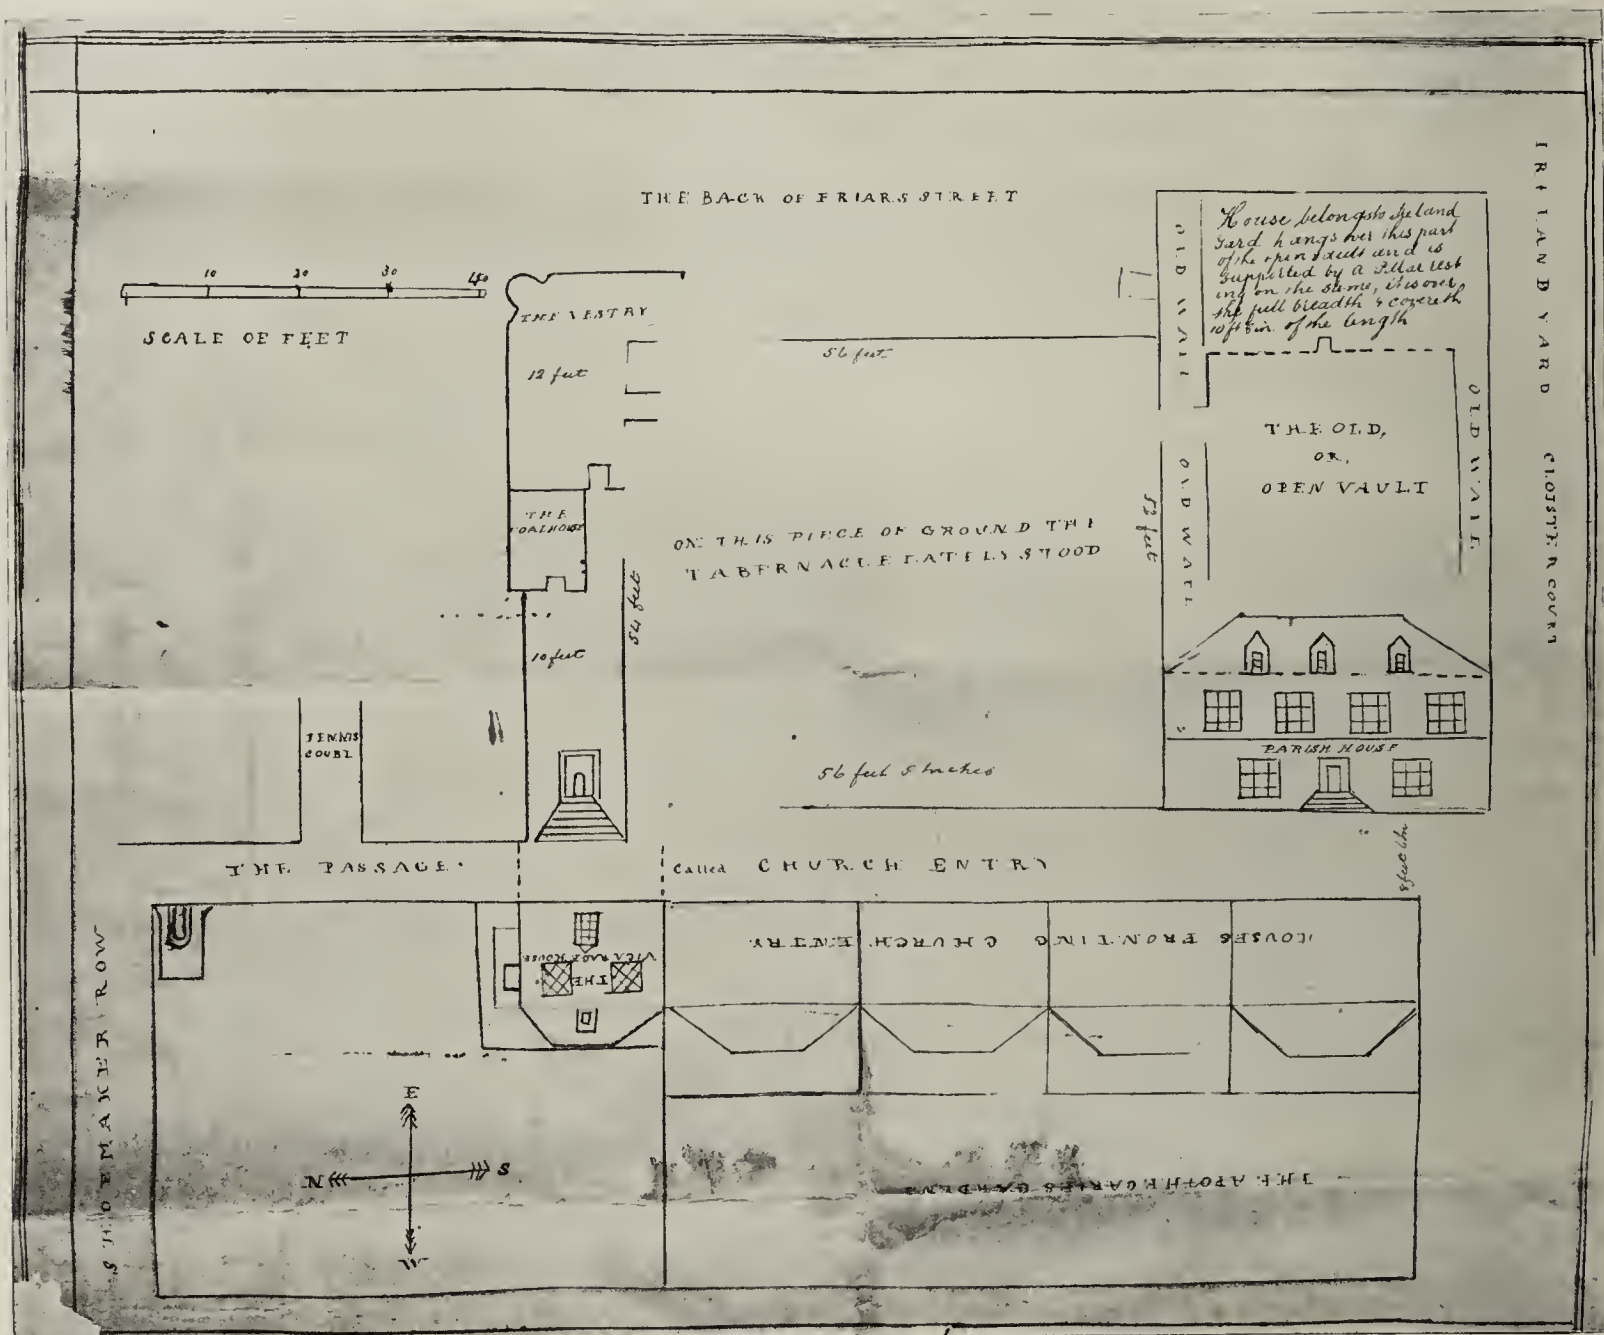 THE BACK OF FRIARS STREET
10 20 30 40
SCALE OF FEET
THE VESTRY
12 feet
THE
COALHOUSE
10 feet
54 feet
TENNIS
COURT
56 feet
ON THIS PIECE OF GROUND THE
TABERNACLE LATELY STOOD
52 feet
56 feet 5 Inches
OLD WALL
OLD WALL
House belongs to Ireland
Yard hangs over this part
of the open Vault and is
supported by a Pillar rest
ing on the same, it is over
the full breadth & covereth
10 ft 8 in. of the length
THE OLD,
OR,
OPEN VAULT
OLD WALL
PARISH HOUSE
IRELAND YARD
CLOISTER COURT
THE PASSAGE.
Called CHURCH ENTRY
8 feet 6 In
SHOEMAKER ROW
THE
VICARAGE HOUSE
HOUSES FRONTING CHURCH ENTRY
E
N S
W
THE APOTHECARIES GARDENS